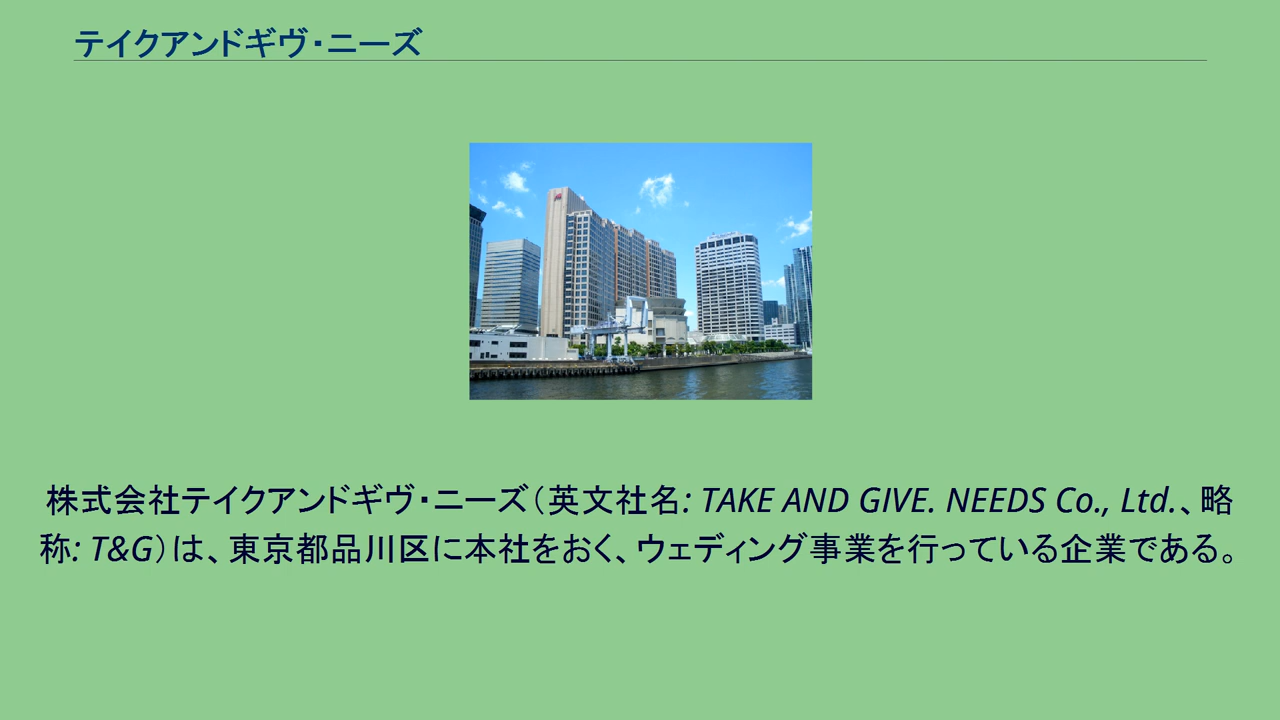 テイクアンドギヴ・ニーズ
株式会社テイクアンドギヴ・ニーズ（英文社名: TAKE AND GIVE. NEEDS Co., Ltd.、略
称: T&G）は、東京都品川区に本社をおく、ウェディング事業を行っている企業である。